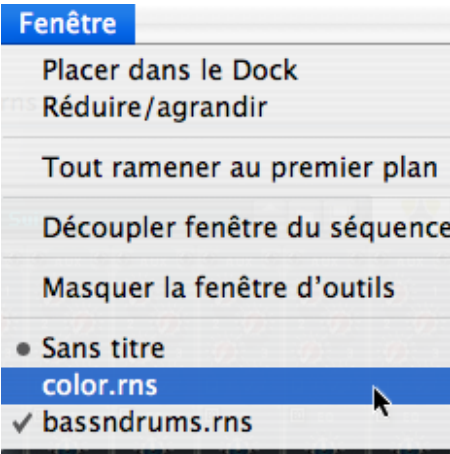 Fenêtre
Placer dans le Dock
Réduire/agrandir
Tout ramener au premier plan
Découpler fenêtre du séquence
Masquer la fenêtre d'outils
Sans titre
color.rns
bassndrums.rns